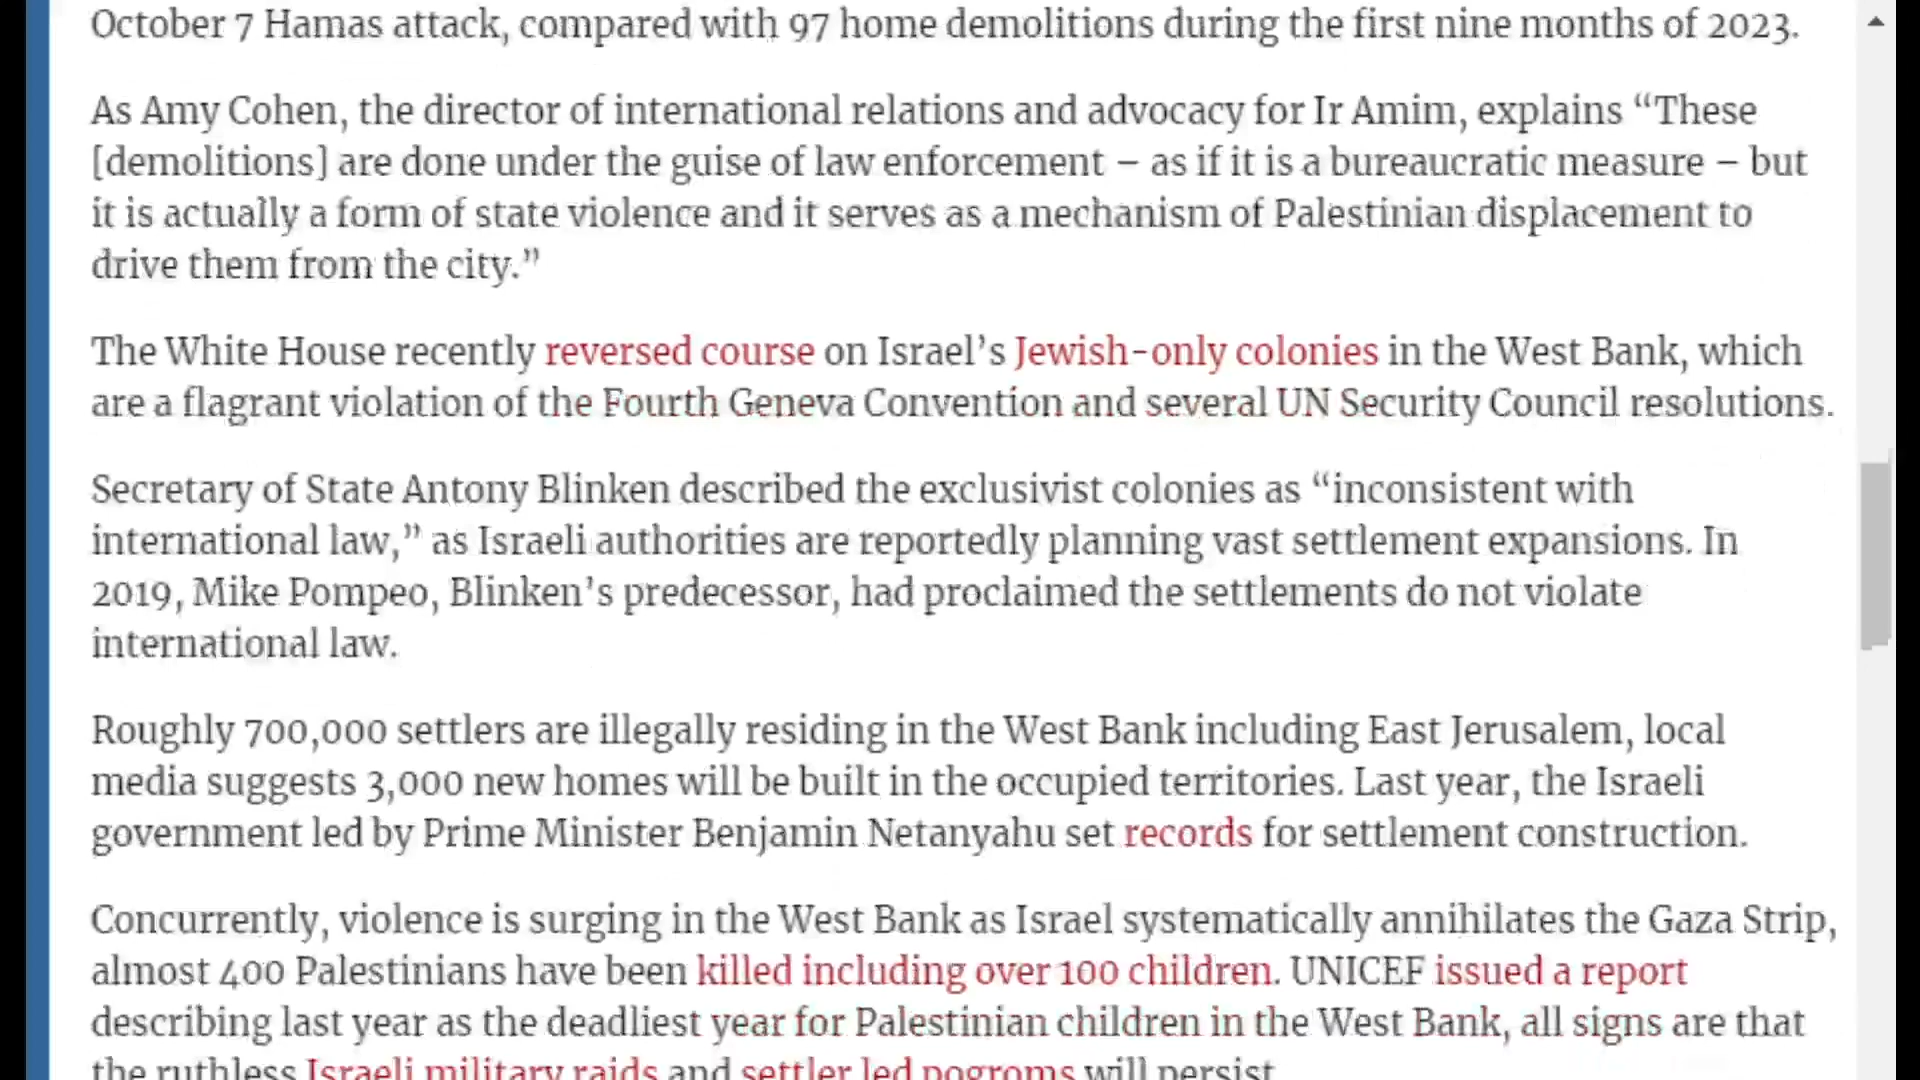 October 7 Hamas attack, compared with 97 home demolitions during the first nine months of 2023.
As Amy Cohen, the director of international relations and advocacy for Ir Amim, explains “These
[demolitions] are done under the guise of law enforcement – as if it is a bureaucratic measure – but
it is actually a form of state violence and it serves as a mechanism of Palestinian displacement to
drive them from the city.”
The White House recently reversed course on Israel’s Jewish-only colonies in the West Bank, which
are a flagrant violation of the Fourth Geneva Convention and several UN Security Council resolutions.
Secretary of State Antony Blinken described the exclusivist colonies as “inconsistent with
international law,” as Israeli authorities are reportedly planning vast settlement expansions. In
2019, Mike Pompeo, Blinken’s predecessor, had proclaimed the settlements do not violate
international law.
Roughly 700,000 settlers are illegally residing in the West Bank including East Jerusalem, local
media suggests 3,000 new homes will be built in the occupied territories. Last year, the Israeli
government led by Prime Minister Benjamin Netanyahu set records for settlement construction.
Concurrently, violence is surging in the West Bank as Israel systematically annihilates the Gaza Strip,
almost 400 Palestinians have been killed including over 100 children. UNICEF issued a report
describing last year as the deadliest year for Palestinian children in the West Bank, all signs are that
the ruthless Israeli military raids and settler led pogroms will persist